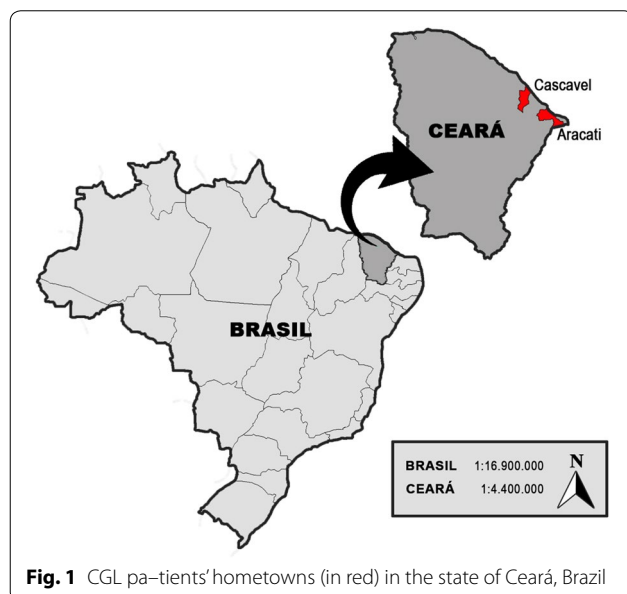 Cascavel
CEARÁ
Aracati
BRASIL
N
BRASIL 1:16.900.000
CEARÁ 1:4.400.000
Fig. 1 CGL pa–tients’ hometowns (in red) in the state of Ceará, Brazil